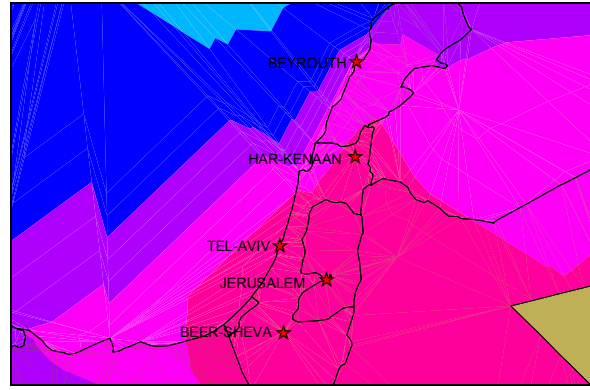 BEYROUTH
HAR-KENAAN
TEL-AVIV
JERUSALEM
BEER-SHEVA